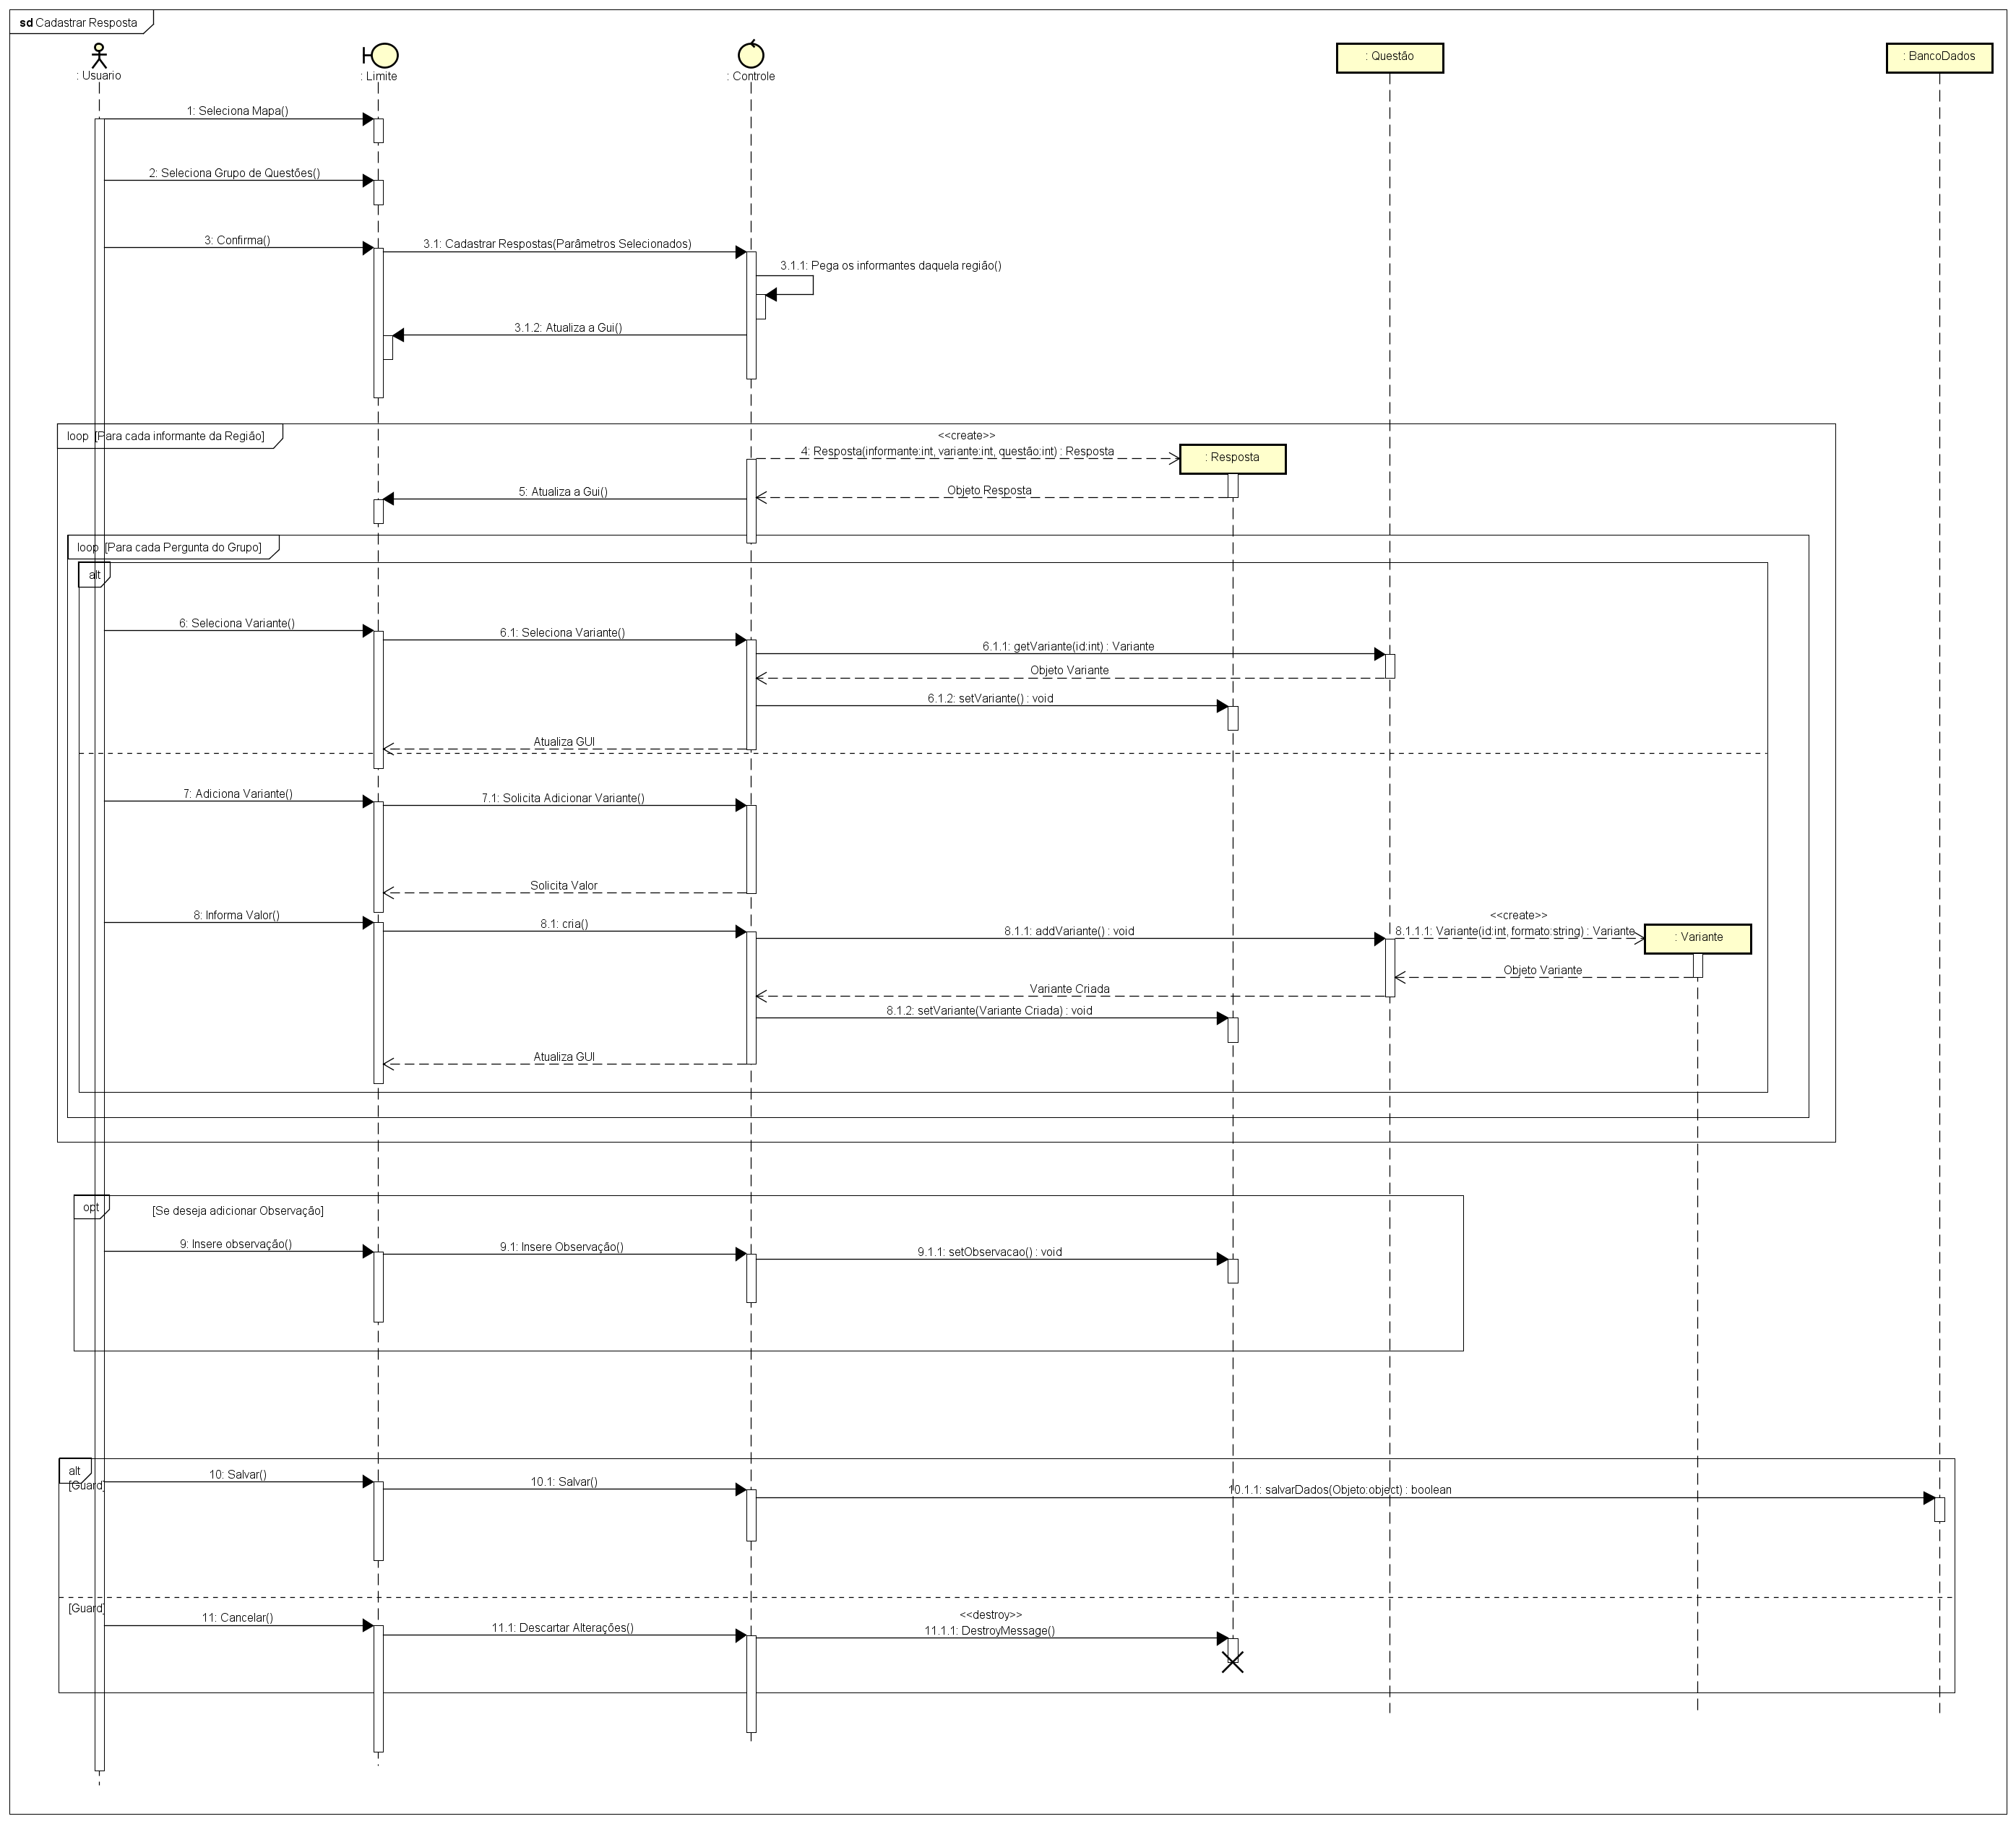 sd Cadastrar Resposta
: Usuario
: Limite
: Controle
: Questão
: BancoDados
1: Seleciona Mapa()
2: Seleciona Grupo de Questões()
3: Confirma()
3.1: Cadastrar Respostas(Parâmetros Selecionados)
3.1.1: Pega os informantes daquela região()
3.1.2: Atualiza a Gui()
loop [Para cada informante da Região]
<<create>>
4: Resposta(informante:int, variante:int, questão:int) : Resposta
: Resposta
Objeto Resposta
5: Atualiza a Gui()
loop [Para cada Pergunta do Grupo]
alt
6: Seleciona Variante()
6.1: Seleciona Variante()
6.1.1: getVariante(id:int) : Variante
Objeto Variante
6.1.2: setVariante() : void
Atualiza GUI
7: Adiciona Variante()
7.1: Solicita Adicionar Variante()
Solicita Valor
8: Informa Valor()
8.1: cria()
8.1.1: addVariante() : void
<<create>>
8.1.1.1: Variante(id:int, formato:string) : Variante
: Variante
Objeto Variante
Variante Criada
8.1.2: setVariante(Variante Criada) : void
Atualiza GUI
opt
[Se deseja adicionar Observação]
9: Insere observação()
9.1: Insere Observação()
9.1.1: setObservacao() : void
alt
[Guard]
10: Salvar()
10.1: Salvar()
10.1.1: salvarDados(Objeto:object) : boolean
[Guard]
11: Cancelar()
11.1: Descartar Alterações()
<<destroy>>
11.1.1: DestroyMessage()